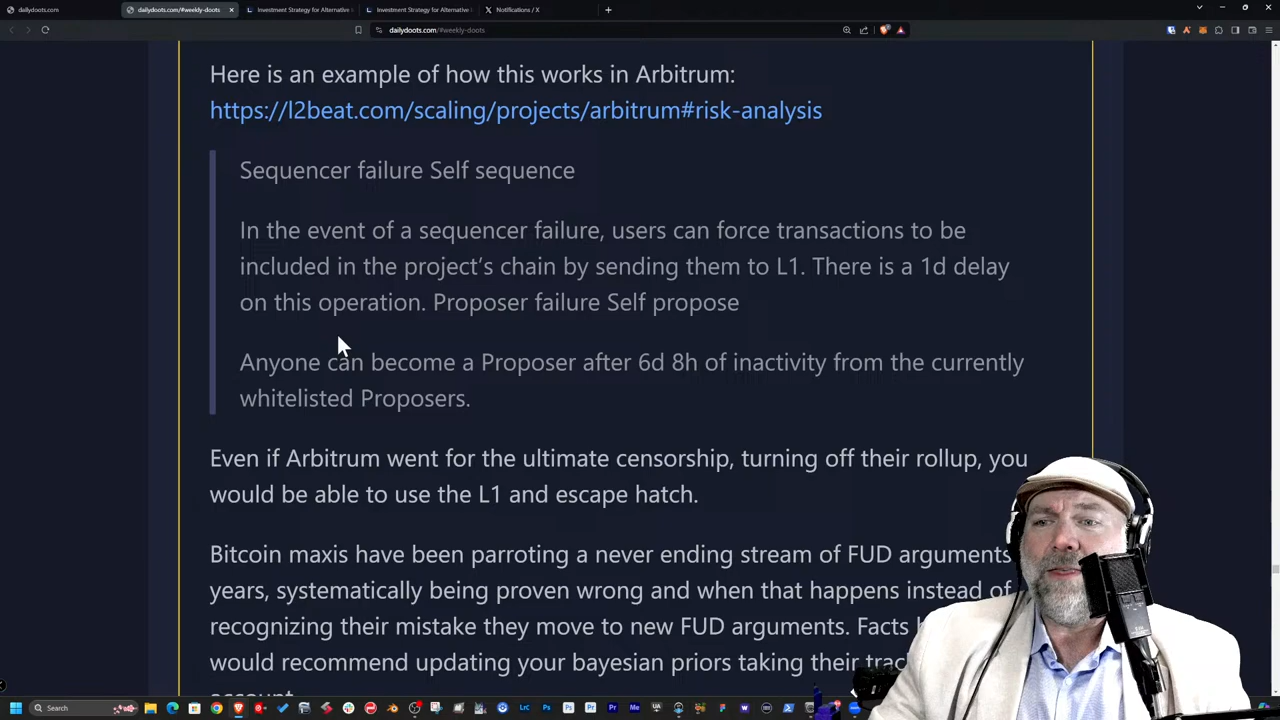 dailydoots.com
dailydoots.com/#weekly-doots
Investment Strategy for Alternative
Investment Strategy for Alternative
Notifications / X
dailydoots.com/#weekly-doots
Here is an example of how this works in Arbitrum:
https://l2beat.com/scaling/projects/arbitrum#risk-analysis
Sequencer failure Self sequence
In the event of a sequencer failure, users can force transactions to be
included in the project's chain by sending them to L1. There is a 1d delay
on this operation. Proposer failure Self propose
Anyone can become a Proposer after 6d 8h of inactivity from the currently
whitelisted Proposers.
Even if Arbitrum went for the ultimate censorship, turning off their rollup, you
would be able to use the L1 and escape hatch.
Bitcoin maxis have been parroting a never ending stream of FUD arguments
years, systematically being proven wrong and when that happens instead of
recognizing their mistake they move to new FUD arguments. Facts
would recommend updating your bayesian priors taking their
account
Search